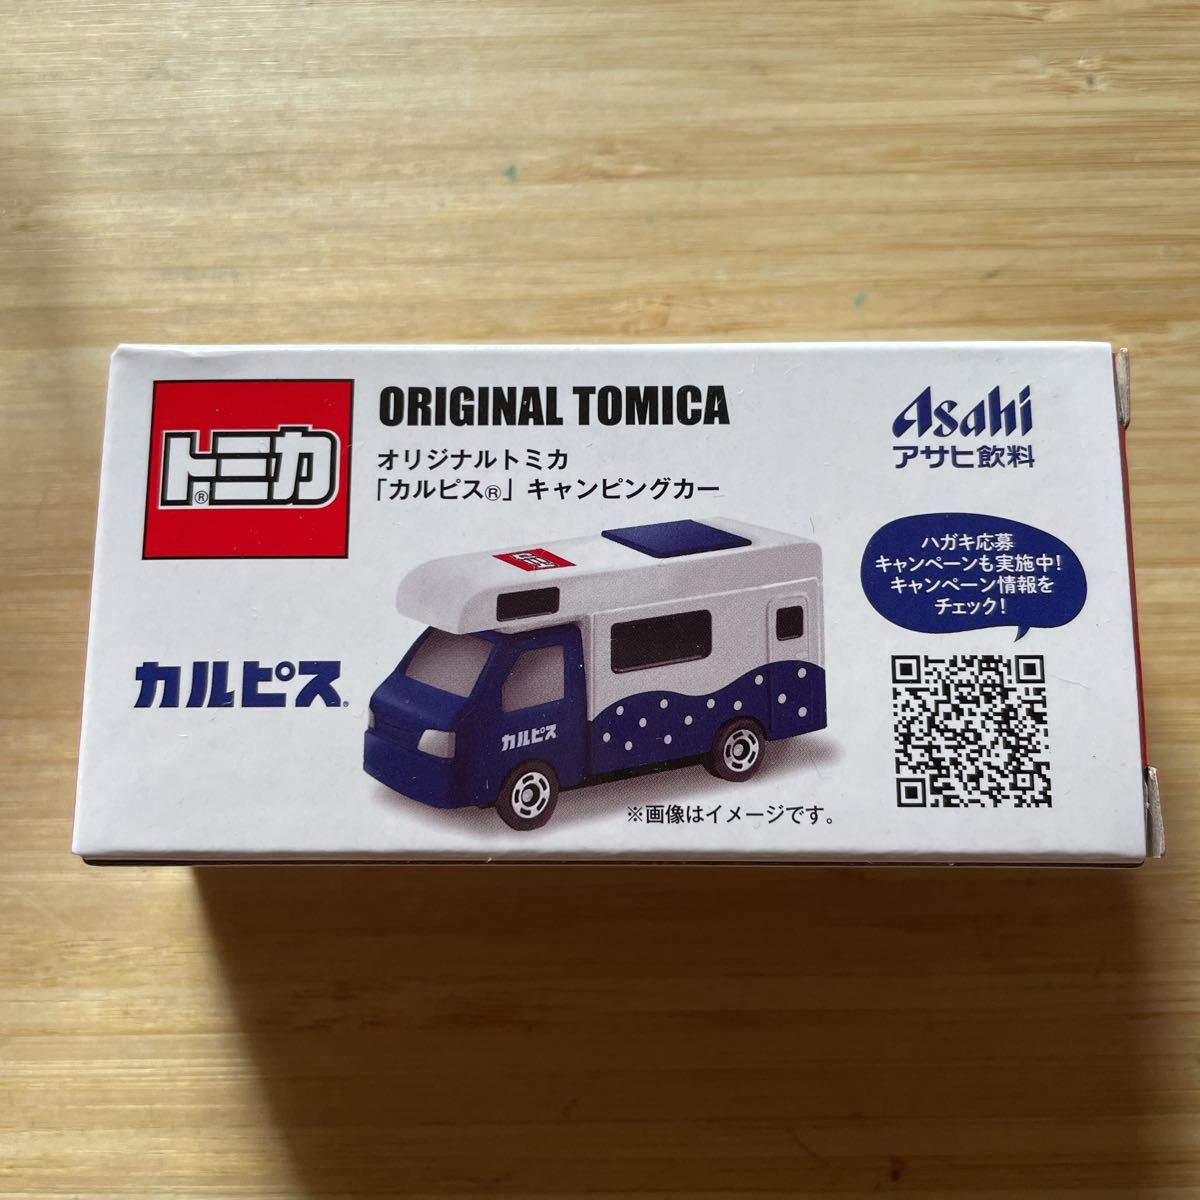 トミカ®
ORIGINAL TOMICA
オリジナルトミカ
「カルピス®」キャンピングカー
Asahi
アサヒ飲料
ハガキ応募
キャンペーンも実施中!
キャンペーン情報を
チェック!
カルピス®
トミカ
カルピス
※画像はイメージです。